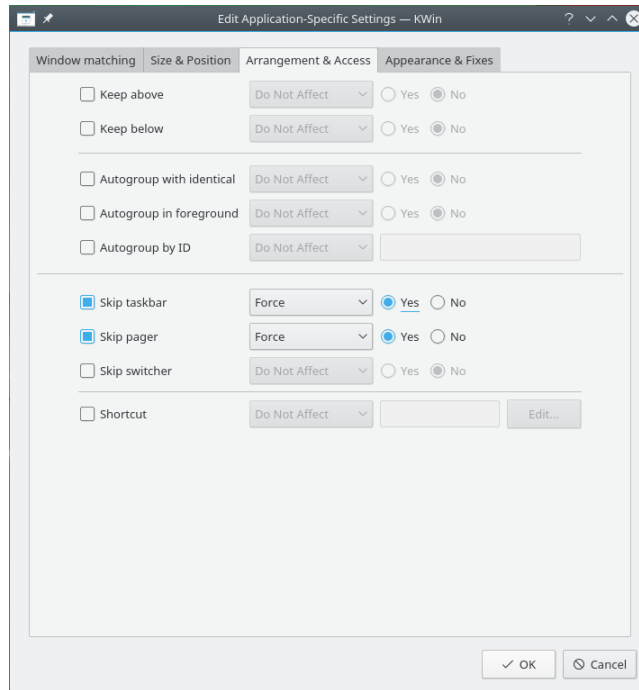 Edit Application-Specific Settings — KWin
Window matching Size & Position Arrangement & Access Appearance & Fixes
Keep above Do Not Affect Yes No
Keep below Do Not Affect Yes No
Autogroup with identical Do Not Affect Yes No
Autogroup in foreground Do Not Affect Yes No
Autogroup by ID Do Not Affect
Skip taskbar Force Yes No
Skip pager Force Yes No
Skip switcher Do Not Affect Yes No
Shortcut Do Not Affect Edit...
OK Cancel